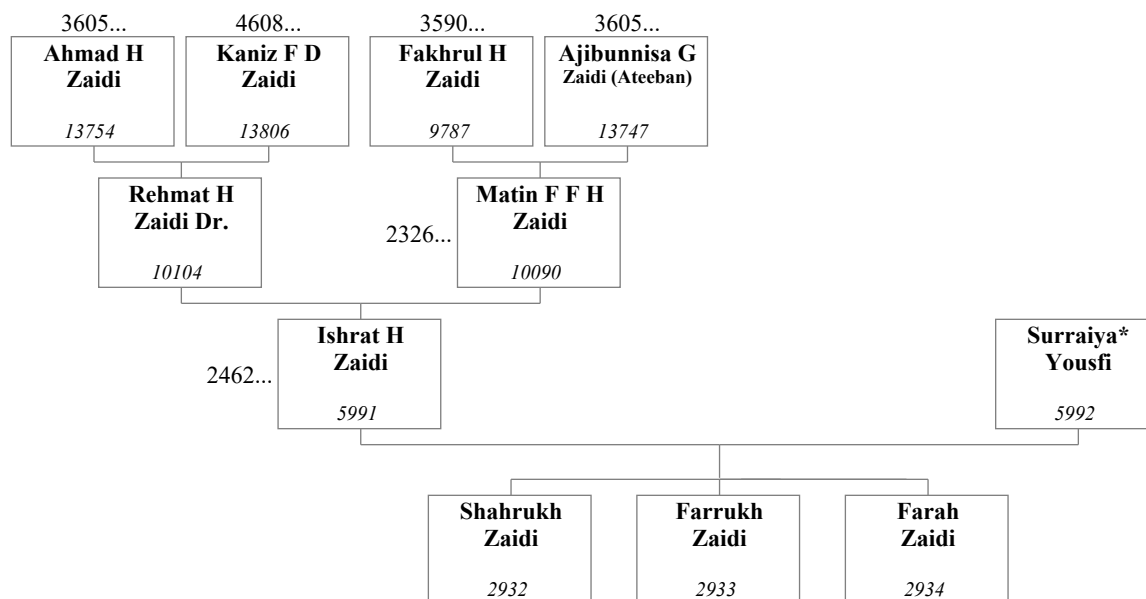 3605...
4608...
3590...
3605...
Ahmad H
Zaidi
13754
Kaniz F D
Zaidi
13806
Fakhrul H
Zaidi
9787
Ajibunnisa G
Zaidi (Ateeban)
13747
Rehmat H
Zaidi Dr.
10104
2326...
Matin F F H
Zaidi
10090
2462...
Ishrat H
Zaidi
5991
Surraiya*
Yousfi
5992
Shahrukh
Zaidi
2932
Farrukh
Zaidi
2933
Farah
Zaidi
2934